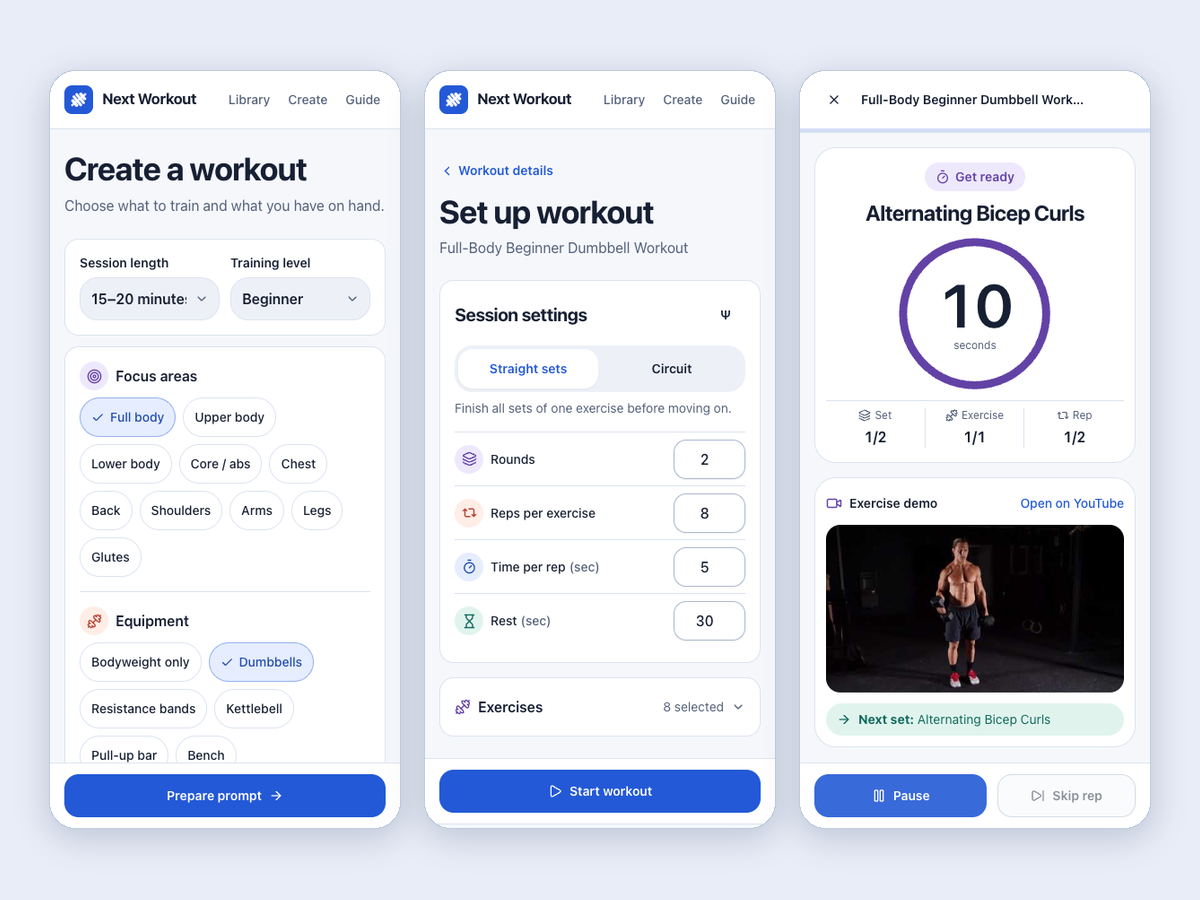 Next Workout Library Create Guide
Create a workout
Choose what to train and what you have on hand.
Session length Training level
15–20 minutes Beginner
Focus areas
Full body Upper body
Lower body Core / abs Chest
Back Shoulders Arms Legs
Glutes
Equipment
Bodyweight only Dumbbells
Resistance bands Kettlebell
Pull-up bar Bench
Prepare prompt
Next Workout Library Create Guide
Workout details
Set up workout
Full-Body Beginner Dumbbell Workout
Session settings
Straight sets Circuit
Finish all sets of one exercise before moving on.
Rounds 2
Reps per exercise 8
Time per rep (sec) 5
Rest (sec) 30
Exercises 8 selected
Start workout
Full-Body Beginner Dumbbell Work...
Get ready
Alternating Bicep Curls
10
seconds
Set Exercise Rep
1/2 1/1 1/2
Exercise demo Open on YouTube
Next set: Alternating Bicep Curls
Pause Skip rep